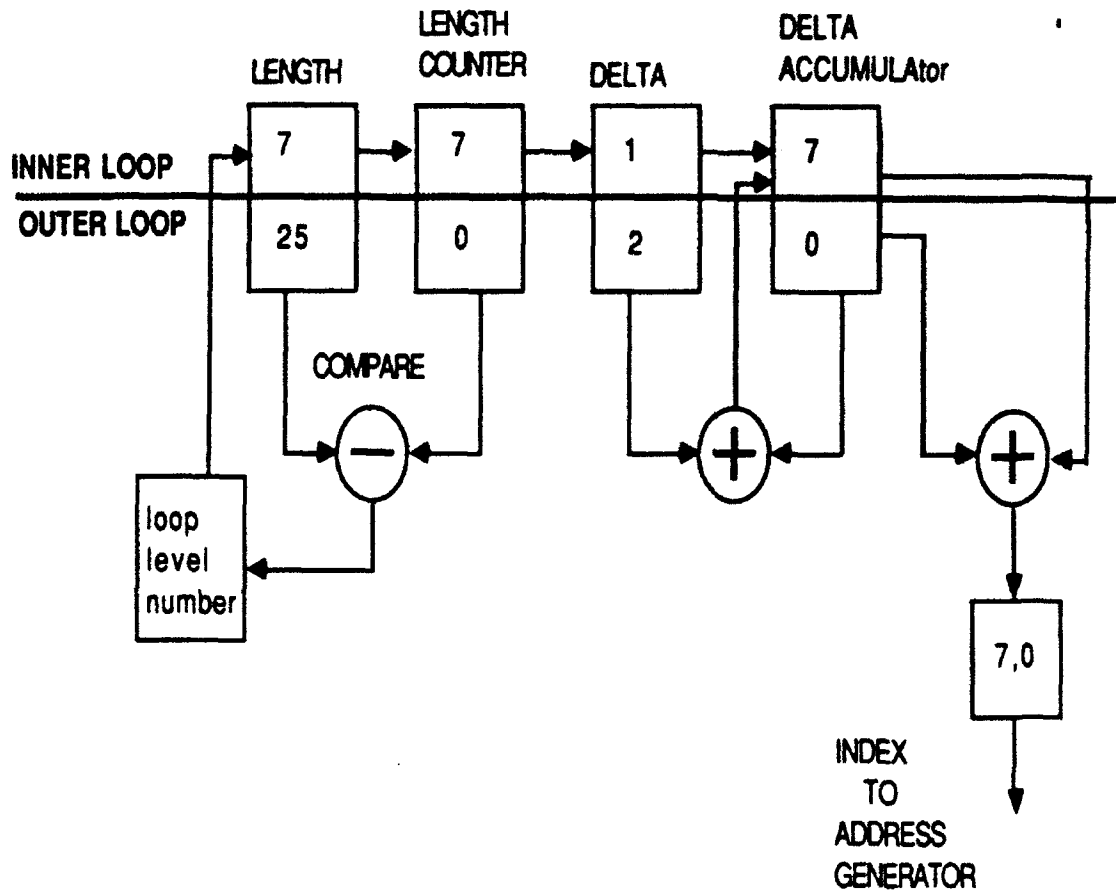 LENGTH
LENGTH
COUNTER
DELTA
DELTA
ACCUMULAtor
INNER LOOP
7
7
1
7
OUTER LOOP
25
0
2
0
COMPARE
−
+
+
loop
level
number
7,0
INDEX
TO
ADDRESS
GENERATOR